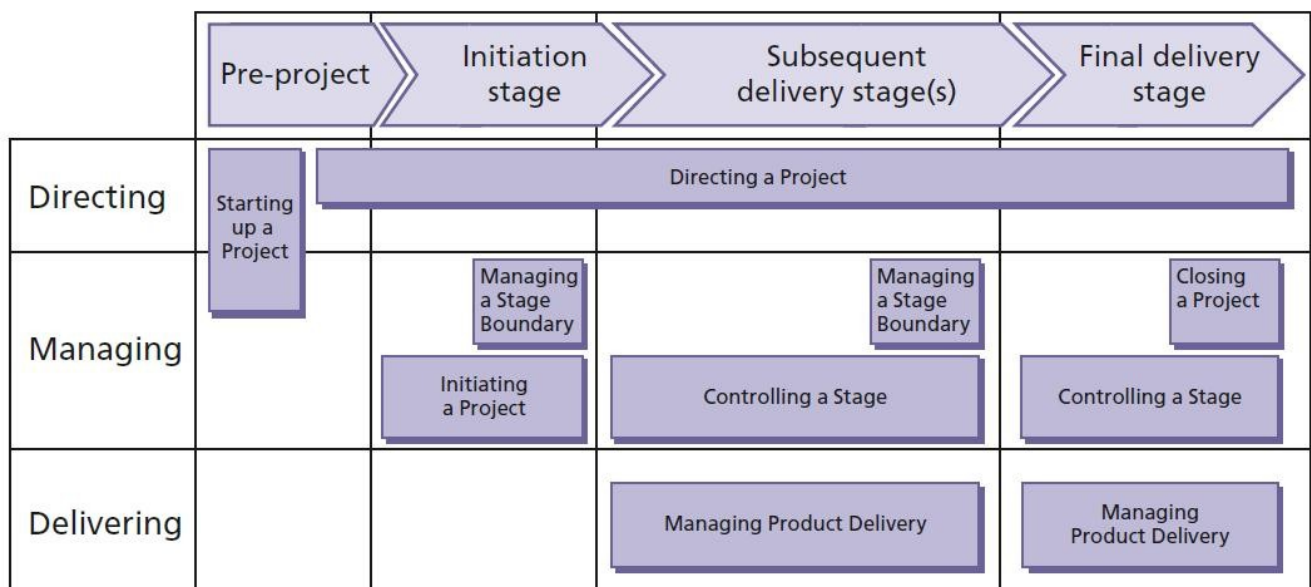 Pre-project
Initiation
stage
Subsequent
delivery stage(s)
Final delivery
stage
Directing
Starting
up a
Project
Directing a Project
Managing
Managing
a Stage
Boundary
Managing
a Stage
Boundary
Closing
a Project
Initiating
a Project
Controlling a Stage
Controlling a Stage
Delivering
Managing Product Delivery
Managing
Product Delivery